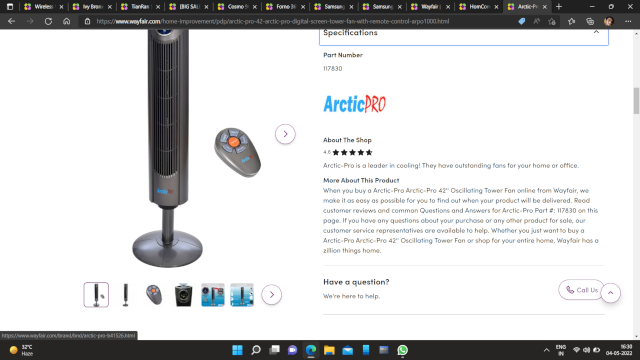 Wireless
by Bran
TianFan
(BIG SAL
Cosmo 9
Forno 3
Samsung
Samsung
Wayfair
HomCom
Arctic-Pr
https://www.wayfair.com/home-improvement/pdp/arctic-pro-42-arctic-pro-digital-screen-tower-fan-with-remote-control-arpo1000.html
Specifications
Part Number
117830
ArcticPRO
About The Shop
4.6
Arctic-Pro is a leader in cooling! They have outstanding fans for your home or office.
More About This Product
When you buy a Arctic-Pro Arctic-Pro 42'' Oscillating Tower Fan online from Wayfair, we
make it as easy as possible for you to find out when your product will be delivered. Read
customer reviews and common Questions and Answers for Arctic-Pro Part #: 117830 on this
page. If you have any questions about your purchase or any other product for sale, our
customer service representatives are available to help. Whether you just want to buy a
Arctic-Pro Arctic-Pro 42'' Oscillating Tower Fan or shop for your entire home, Wayfair has a
zillion things home.
Have a question?
We're here to help.
Call Us
https://www.wayfair.com/brand/bnd/arctic-pro-b41526.html
32°C
Haze
ENG
IN
16:30
04-05-2022